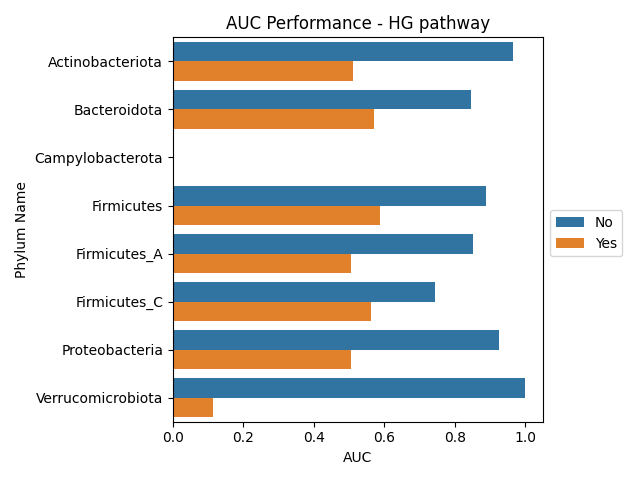 AUC Performance - HG pathway
Phylum Name
Actinobacteriota
Bacteroidota
Campylobacterota
Firmicutes
Firmicutes_A
Firmicutes_C
Proteobacteria
Verrucomicrobiota
0.0 0.2 0.4 0.6 0.8 1.0
AUC
No
Yes